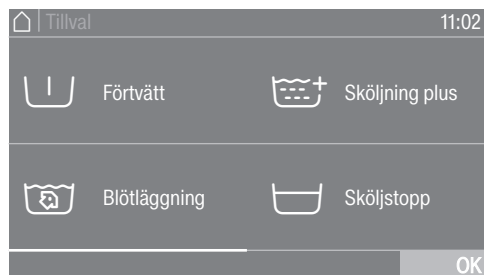 Tillval 11:02
Förtvätt Sköljning plus
Blötläggning Sköljstopp
OK